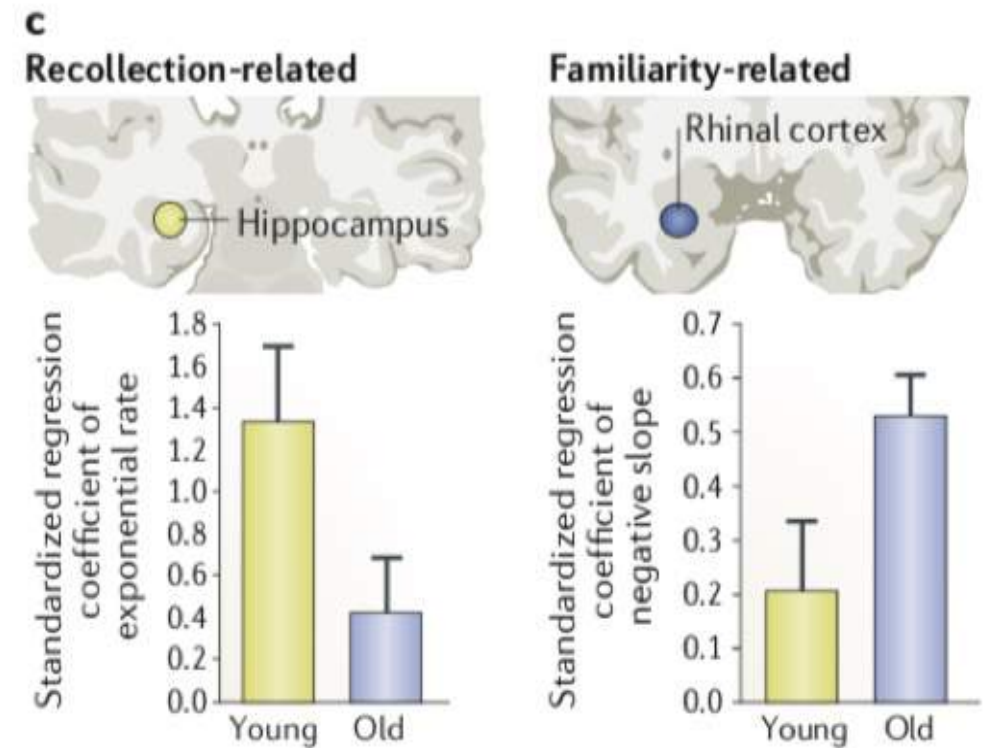 c
Recollection-related
Hippocampus
Standardized regression
coefficient of
exponential rate
1.8
1.6
1.4
1.2
1.0
0.8
0.6
0.4
0.2
0.0
Young Old
Familiarity-related
Rhinal cortex
Standardized regression
coefficient of
negative slope
0.7
0.6
0.5
0.4
0.3
0.2
0.1
0.0
Young Old